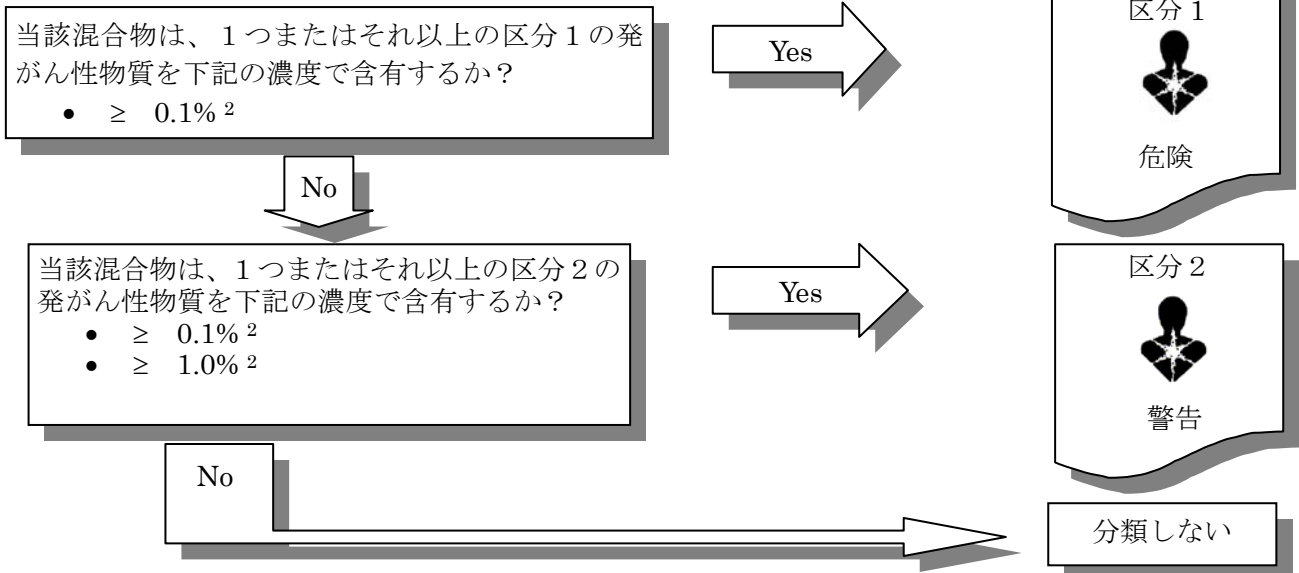 当該混合物は、１つまたはそれ以上の区分１の発
がん性物質を下記の濃度で含有するか？
• ≥ 0.1% ²
Yes
区分１
危険
No
当該混合物は、１つまたはそれ以上の区分２の
発がん性物質を下記の濃度で含有するか？
• ≥ 0.1% ²
• ≥ 1.0% ²
Yes
区分２
警告
No
分類しない